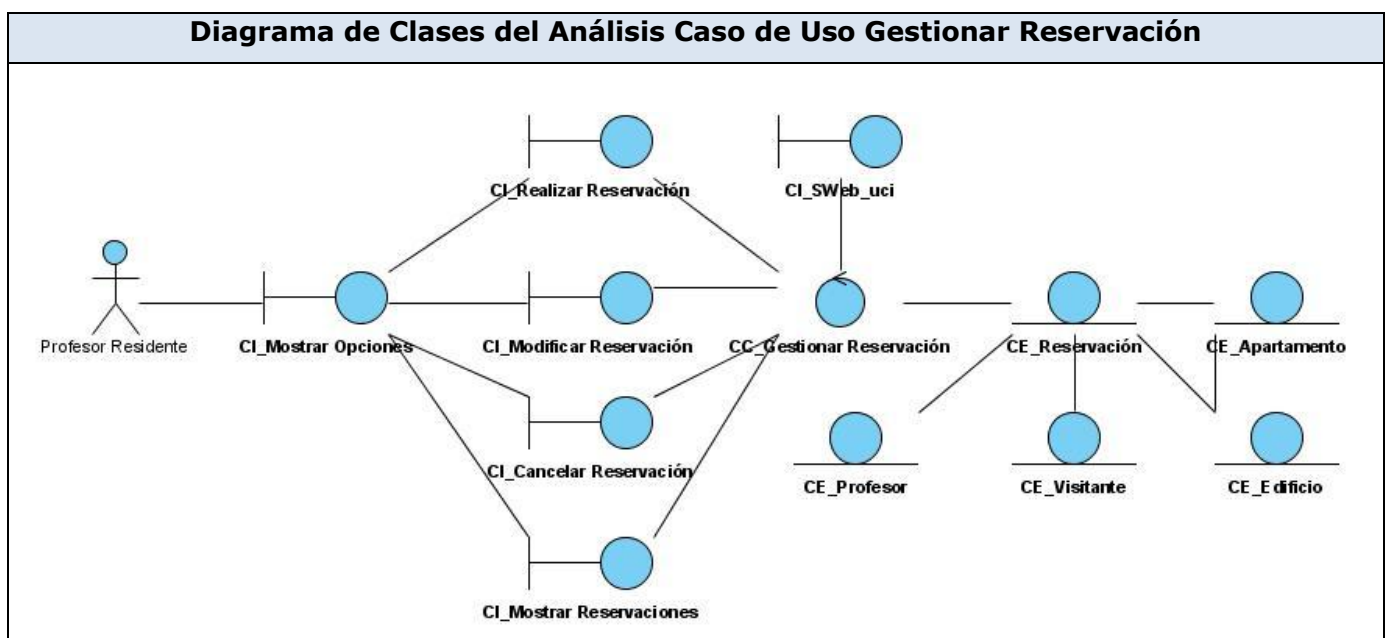 Diagrama de Clases del Análisis Caso de Uso Gestionar Reservación
CI_Realizar Reservación
CI_SWeb_uci
Profesor Residente
CI_Mostrar Opciones
CI_Modificar Reservación
CC_Gestionar Reservación
CE_Reservación
CE_Apartamento
CI_Cancelar Reservación
CE_Profesor
CE_Visitante
CE_Edificio
CI_Mostrar Reservaciones